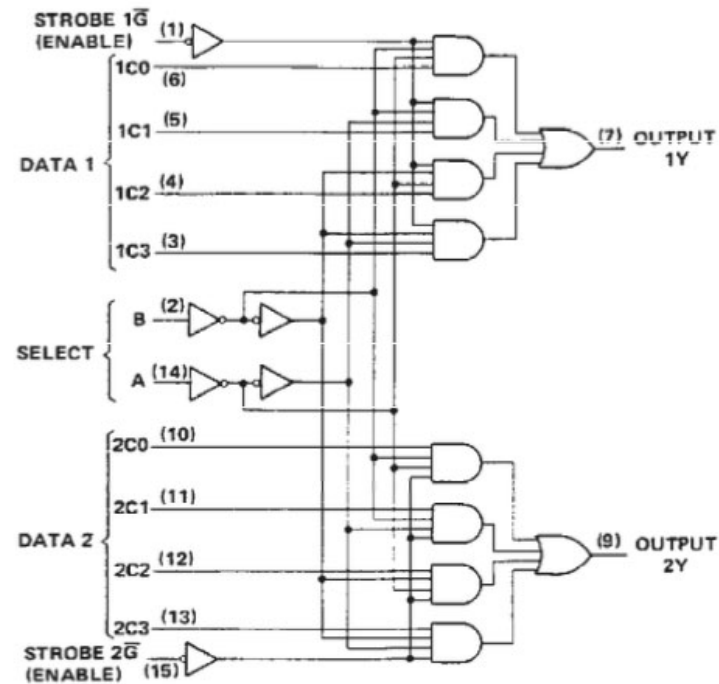 STROBE 1G̅ (1)
(ENABLE)
1C0 (6)
1C1 (5)
DATA 1
(7) OUTPUT
1Y
1C2 (4)
1C3 (3)
B (2)
SELECT
A (14)
2C0 (10)
2C1 (11)
DATA 2
(9) OUTPUT
2Y
2C2 (12)
2C3 (13)
STROBE 2G̅
(ENABLE) (15)